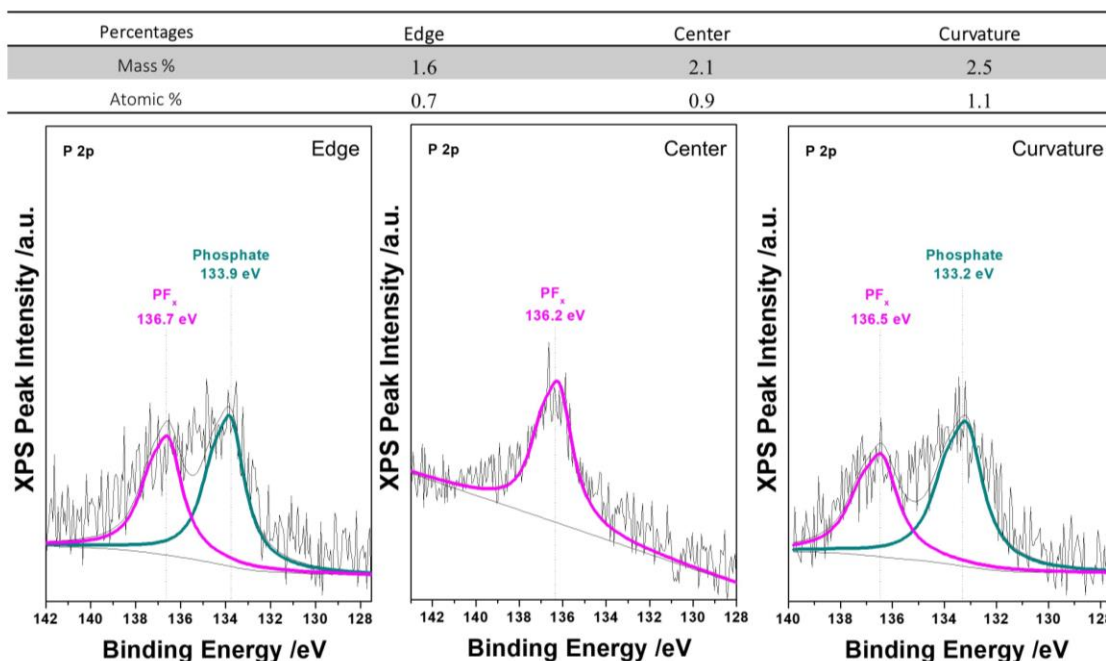 Percentages Edge Center Curvature
Mass % 1.6 2.1 2.5
Atomic % 0.7 0.9 1.1
P 2p Edge
XPS Peak Intensity /a.u.
Phosphate
133.9 eV
PFx
136.7 eV
142 140 138 136 134 132 130 128
Binding Energy /eV
P 2p Center
XPS Peak Intensity /a.u.
PFx
136.2 eV
142 140 138 136 134 132 130 128
Binding Energy /eV
P 2p Curvature
XPS Peak Intensity /a.u.
Phosphate
133.2 eV
PFx
136.5 eV
140 138 136 134 132 130 128
Binding Energy /eV